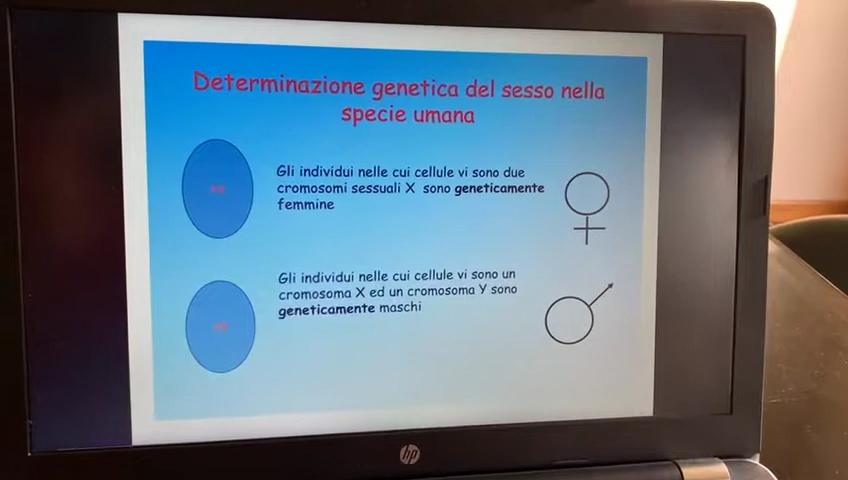 Determinazione genetica del sesso nella
specie umana
Gli individui nelle cui cellule vi sono due
cromosomi sessuali X sono geneticamente
femmine
Gli individui nelle cui cellule vi sono un
cromosoma X ed un cromosoma Y sono
geneticamente maschi
hp